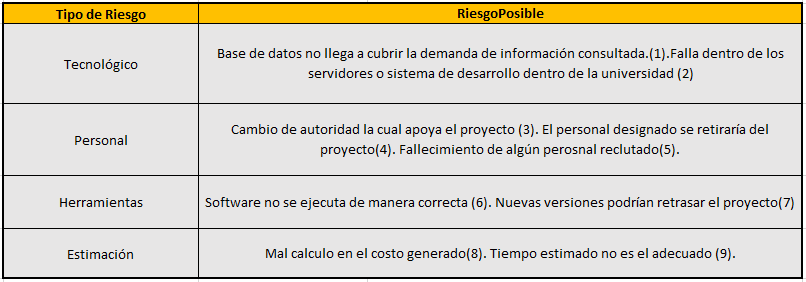 Tipo de Riesgo
RiesgoPosible
Tecnológico
Base de datos no llega a cubrir la demanda de información consultada.(1).Falla dentro de los
servidores o sistema de desarrollo dentro de la universidad (2)
Personal
Cambio de autoridad la cual apoya el proyecto (3). El personal designado se retiraría del
proyecto(4). Fallecimiento de algún perosnal reclutado(5).
Herramientas
Software no se ejecuta de manera correcta (6). Nuevas versiones podrían retrasar el proyecto(7)
Estimación
Mal calculo en el costo generado(8). Tiempo estimado no es el adecuado (9).